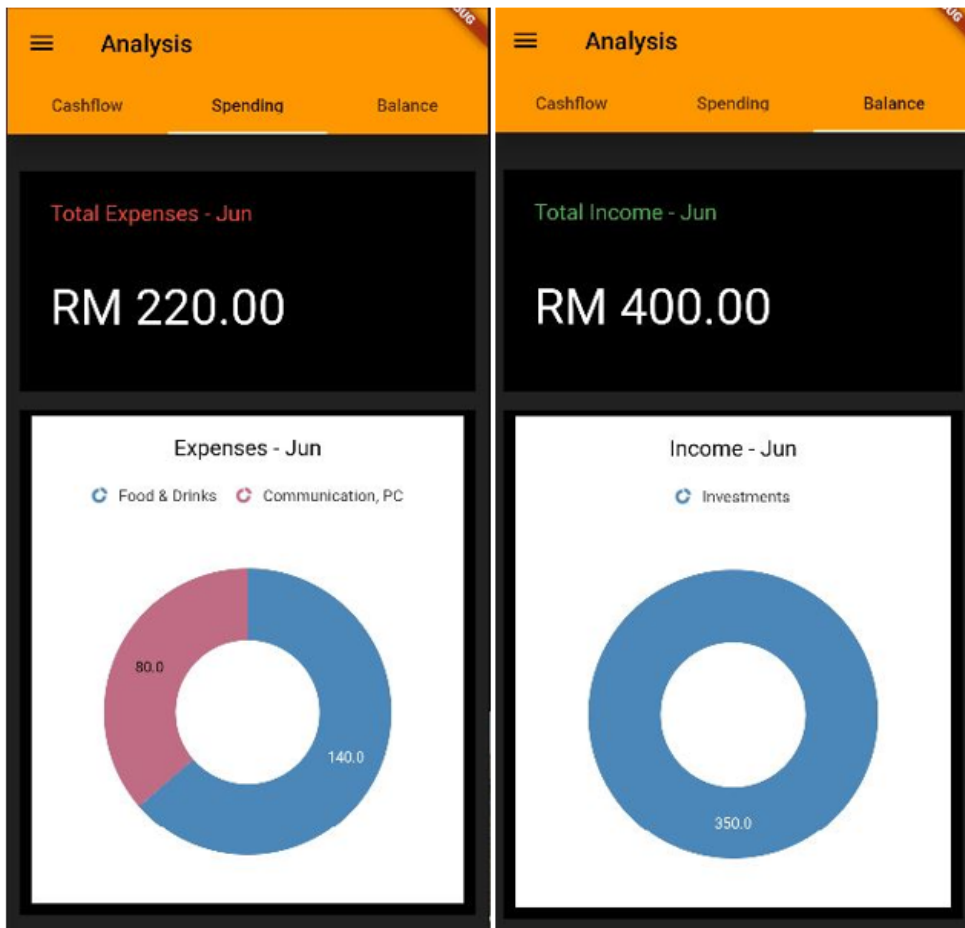 Analysis
Cashflow Spending Balance
Total Expenses - Jun
RM 220.00
Expenses - Jun
Food & Drinks Communication, PC
80.0
140.0
Analysis
Cashflow Spending Balance
Total Income - Jun
RM 400.00
Income - Jun
Investments
350.0